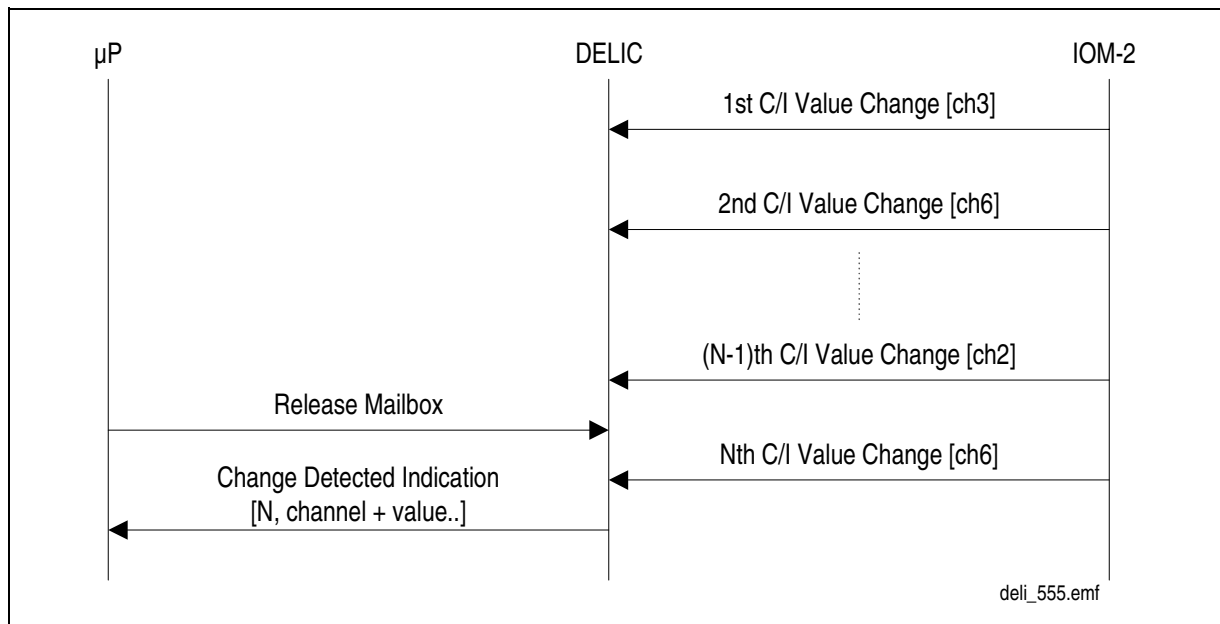 µP
DELIC
IOM-2
1st C/I Value Change [ch3]
2nd C/I Value Change [ch6]
(N-1)th C/I Value Change [ch2]
Release Mailbox
Nth C/I Value Change [ch6]
Change Detected Indication
[N, channel + value..]
deli_555.emf